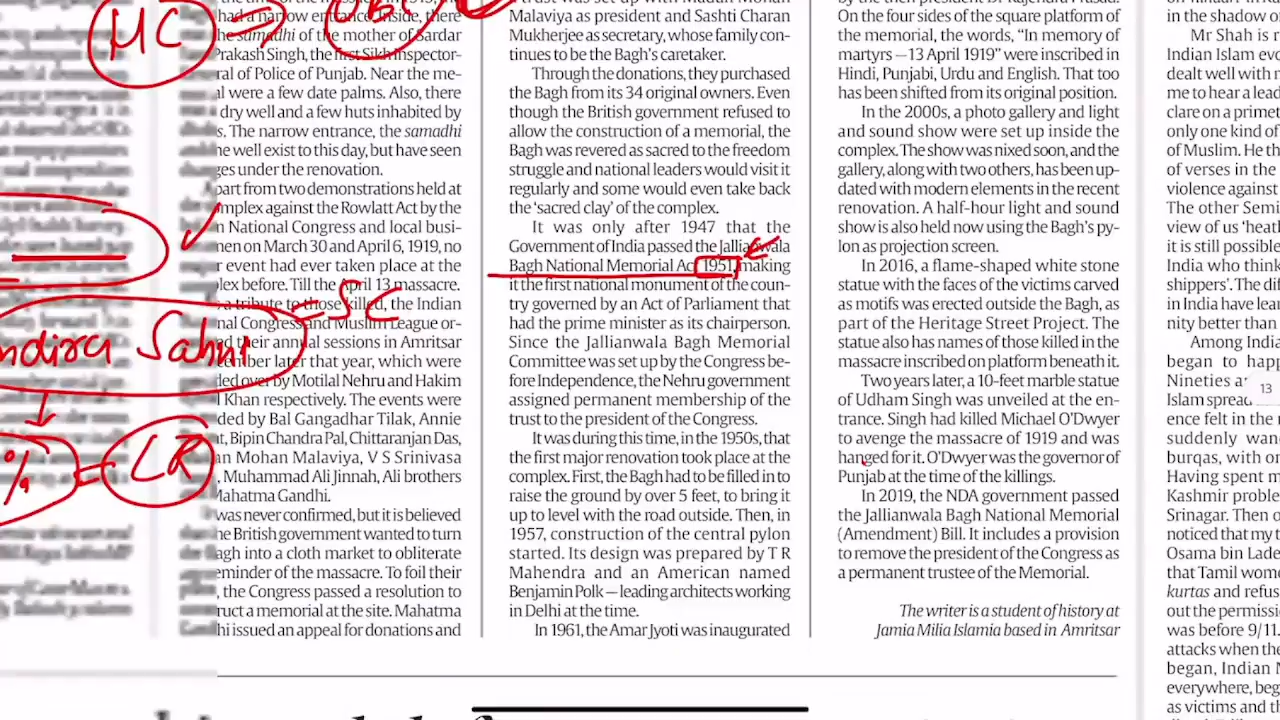 MC
had a narrow entrance. Inside, there
he samadhi of the mother of Sardar
Prakash Singh, the first Sikh inspector-
ral of Police of Punjab. Near the me-
al were a few date palms. Also, there
dry well and a few huts inhabited by
s. The narrow entrance, the samadhi
he well exist to this day, but have seen
ges under the renovation.
Apart from two demonstrations held at
omplex against the Rowlatt Act by the
n National Congress and local busi-
men on March 30 and April 6, 1919, no
r event had ever taken place at the
lex before. Till the April 13 massacre.
a tribute to those killed, the Indian
nal Congress and Muslim League or-
d their annual sessions in Amritsar
ember later that year, which were
ded over by Motilal Nehru and Hakim
l Khan respectively. The events were
ded by Bal Gangadhar Tilak, Annie
t, Bipin Chandra Pal, Chittaranjan Das,
an Mohan Malaviya, V S Srinivasa
, Muhammad Ali Jinnah, Ali brothers
Mahatma Gandhi.
was never confirmed, but it is believed
he British government wanted to turn
agh into a cloth market to obliterate
eminder of the massacre. To foil their
, the Congress passed a resolution to
ruct a memorial at the site. Mahatma
hi issued an appeal for donations and
SC
ndira Sahni
%
CR
Malaviya as president and Sashti Charan
Mukherjee as secretary, whose family con-
tinues to be the Bagh's caretaker.
Through the donations, they purchased
the Bagh from its 34 original owners. Even
though the British government refused to
allow the construction of a memorial, the
Bagh was revered as sacred to the freedom
struggle and national leaders would visit it
regularly and some would even take back
the ‘sacred clay’ of the complex.
It was only after 1947 that the
Government of India passed the Jallianwala
Bagh National Memorial Act 1951, making
it the first national monument of the coun-
try governed by an Act of Parliament that
had the prime minister as its chairperson.
Since the Jallianwala Bagh Memorial
Committee was set up by the Congress be-
fore Independence, the Nehru government
assigned permanent membership of the
trust to the president of the Congress.
It was during this time, in the 1950s, that
the first major renovation took place at the
complex. First, the Bagh had to be filled in to
raise the ground by over 5 feet, to bring it
up to level with the road outside. Then, in
1957, construction of the central pylon
started. Its design was prepared by T R
Mahendra and an American named
Benjamin Polk — leading architects working
in Delhi at the time.
In 1961, the Amar Jyoti was inaugurated
On the four sides of the square platform of
the memorial, the words, “In memory of
martyrs —13 April 1919” were inscribed in
Hindi, Punjabi, Urdu and English. That too
has been shifted from its original position.
In the 2000s, a photo gallery and light
and sound show were set up inside the
complex. The show was nixed soon, and the
gallery, along with two others, has been up-
dated with modern elements in the recent
renovation. A half-hour light and sound
show is also held now using the Bagh's py-
lon as projection screen.
In 2016, a flame-shaped white stone
statue with the faces of the victims carved
as motifs was erected outside the Bagh, as
part of the Heritage Street Project. The
statue also has names of those killed in the
massacre inscribed on platform beneath it.
Two years later, a 10-feet marble statue
of Udham Singh was unveiled at the en-
trance. Singh had killed Michael O'Dwyer
to avenge the massacre of 1919 and was
hanged for it. O'Dwyer was the governor of
Punjab at the time of the killings.
In 2019, the NDA government passed
the Jallianwala Bagh National Memorial
(Amendment) Bill. It includes a provision
to remove the president of the Congress as
a permanent trustee of the Memorial.
The writer is a student of history at
Jamia Milia Islamia based in Amritsar
in the shadow o
Mr Shah is r
Indian Islam evo
dealt well with m
me to hear a lead
clare on a primet
only one kind of
of Muslim. He th
of verses in the
violence against
The other Semi
view of us ‘heat
it is still possible
India who think
shippers’. The dif
in India have lear
nity better than
Among India
began to happ
Nineties a
13
Islam spread
ence felt in the
suddenly wan
burqas, with on
Having spent m
Kashmir proble
Srinagar. Then o
noticed that my t
Osama bin Lade
that Tamil wome
kurtas and refus
out the permissi
was before 9/11.
attacks when the
began, Indian M
everywhere, beg
as victims and th